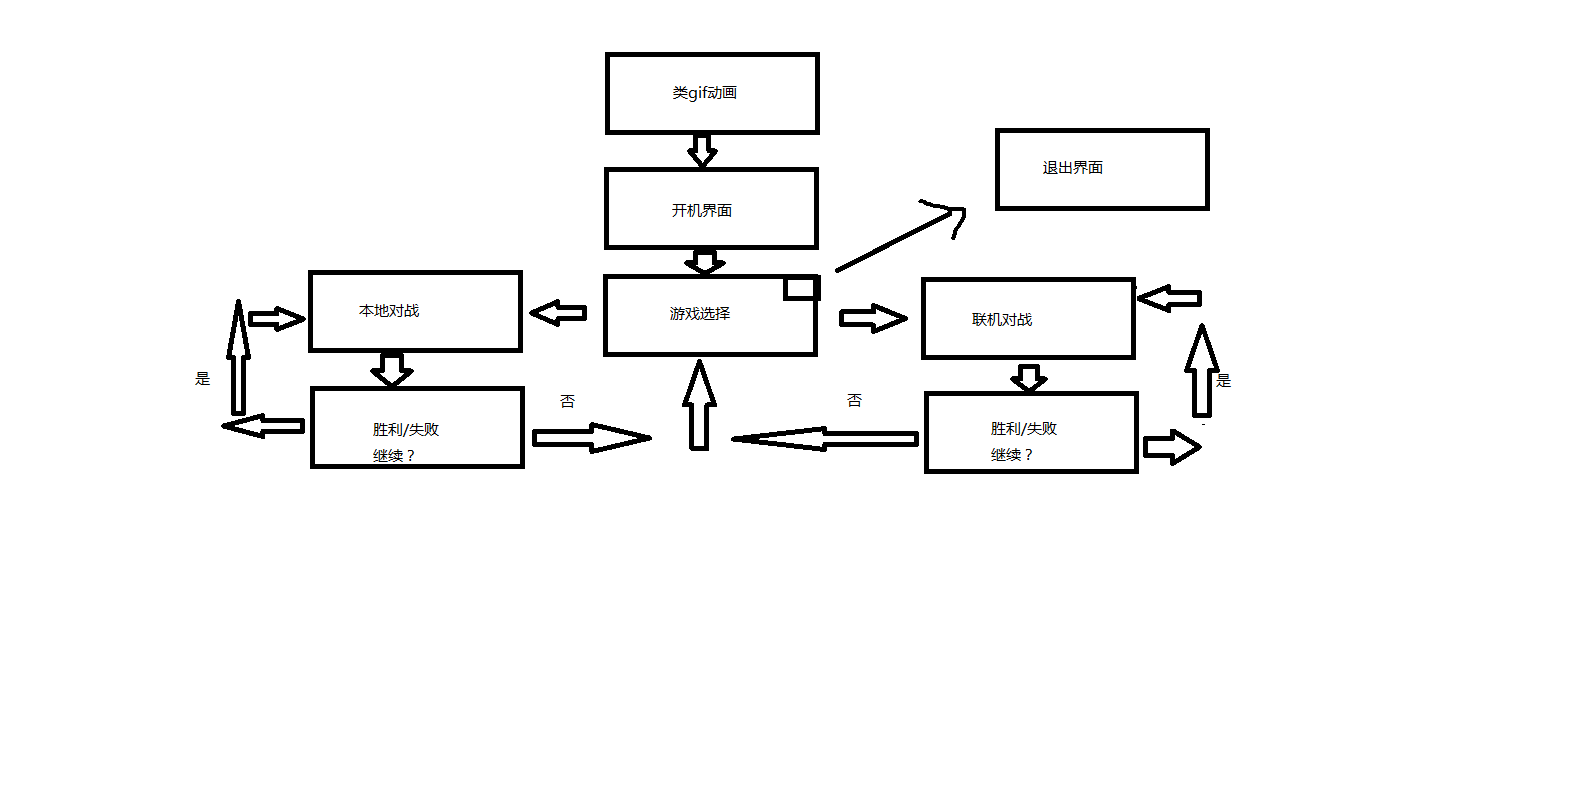 类gif动画
退出界面
开机界面
本地对战
游戏选择
联机对战
是
是
否
否
胜利/失败
继续？
胜利/失败
继续？